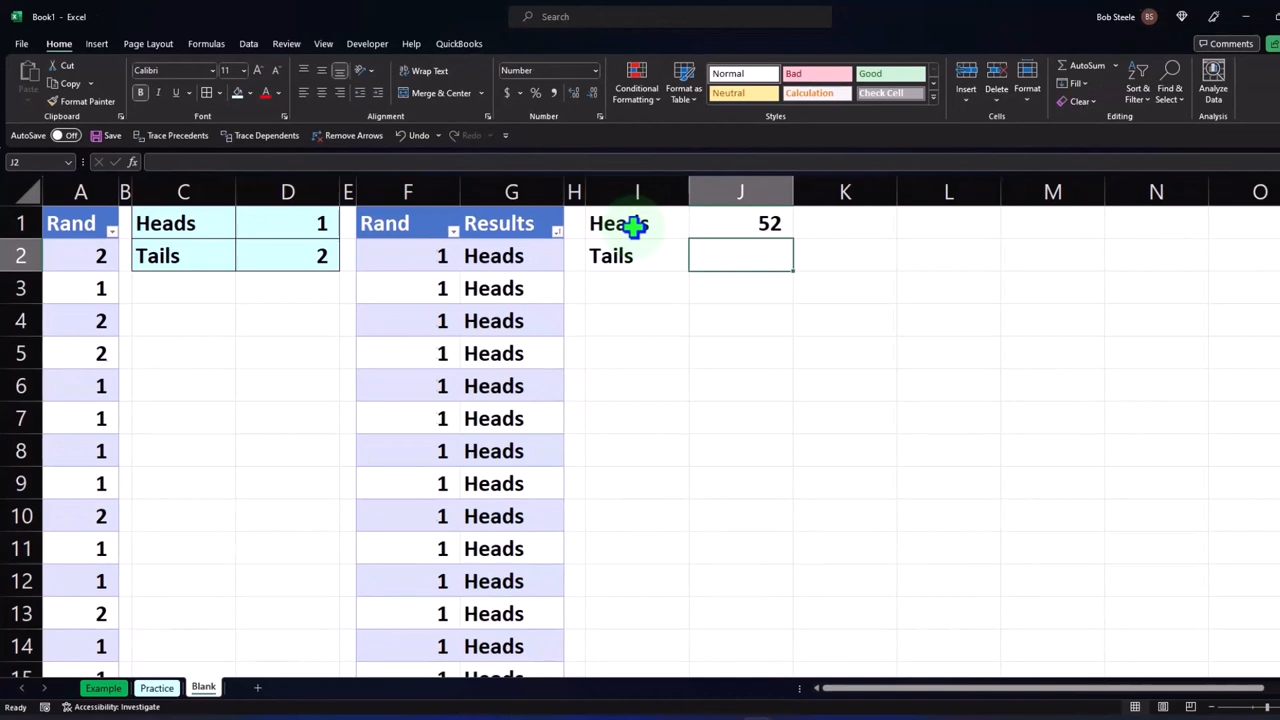 Book1 - Excel
Search
Bob Steele BS
File Home Insert Page Layout Formulas Data Review View Developer Help QuickBooks Comments
Cut
Copy
Format Painter
Paste
Clipboard
Calibri 11
B I U
Font
Wrap Text
Merge & Center
Alignment
Number
$ % ,
Number
Conditional Formatting
Format as Table
Normal Bad Good
Neutral Calculation Check Cell
Styles
Insert Delete Format
Cells
AutoSum
Fill
Clear
Sort & Filter
Find & Select
Editing
Analyze Data
Analysis
AutoSave Off Save Trace Precedents Trace Dependents Remove Arrows Undo Redo
J2 fx
A B C D E F G H I J K L M N O
1 Rand Heads 1 Rand Results Heads 52
2 2 Tails 2 1 Heads Tails
3 1 1 Heads
4 2 1 Heads
5 2 1 Heads
6 1 1 Heads
7 1 1 Heads
8 1 1 Heads
9 1 1 Heads
10 2 1 Heads
11 1 1 Heads
12 1 1 Heads
13 2 1 Heads
14 1 1 Heads
15
Example Practice Blank
Ready Accessibility: Investigate